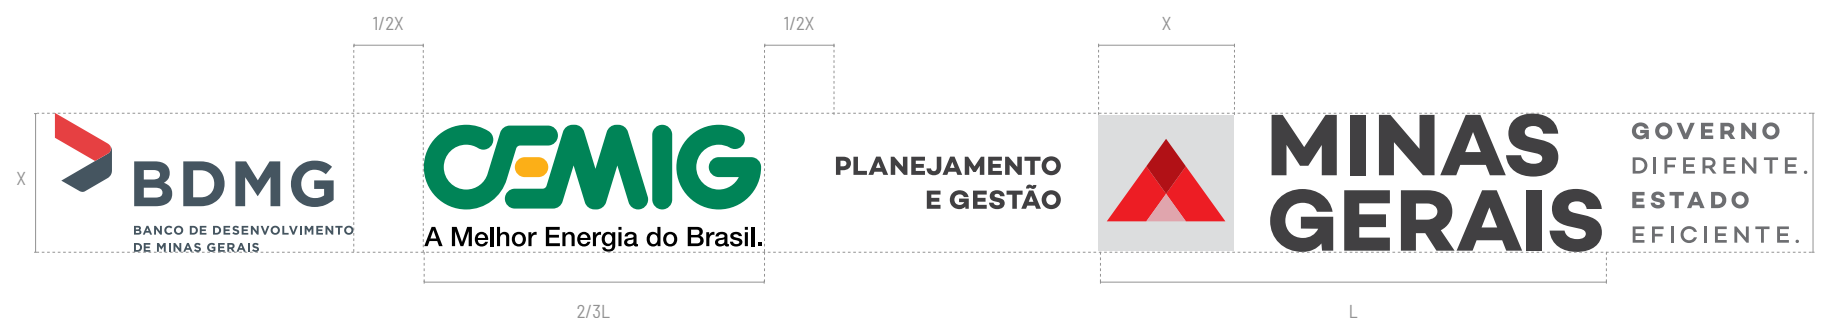 1/2X
1/2X
X
X
BDMG
BANCO DE DESENVOLVIMENTO
DE MINAS GERAIS
CEMIG
A Melhor Energia do Brasil.
PLANEJAMENTO
E GESTÃO
MINAS
GERAIS
GOVERNO
DIFERENTE.
ESTADO
EFICIENTE.
2/3L
L